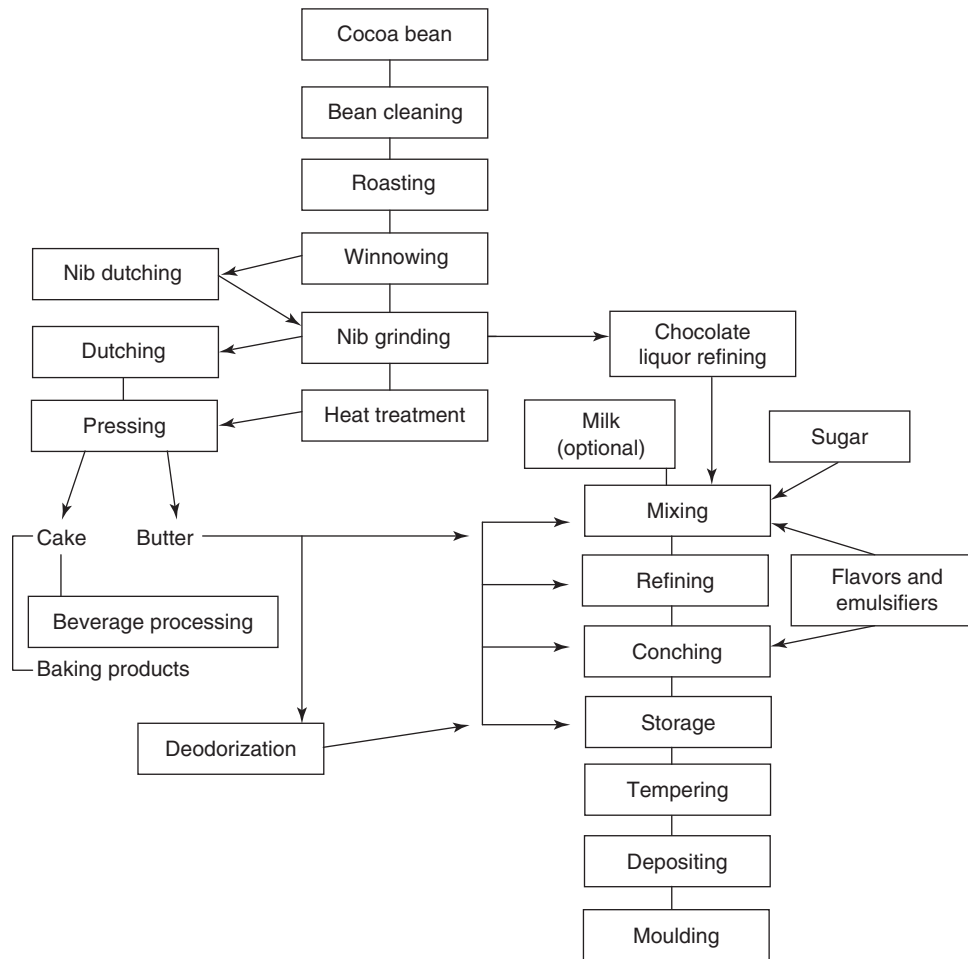 Cocoa bean
Bean cleaning
Roasting
Winnowing
Nib dutching
Nib grinding
Chocolate
liquor refining
Dutching
Heat treatment
Pressing
Milk
(optional)
Sugar
Mixing
Cake
Butter
Refining
Flavors and
emulsifiers
Beverage processing
Conching
Baking products
Storage
Deodorization
Tempering
Depositing
Moulding